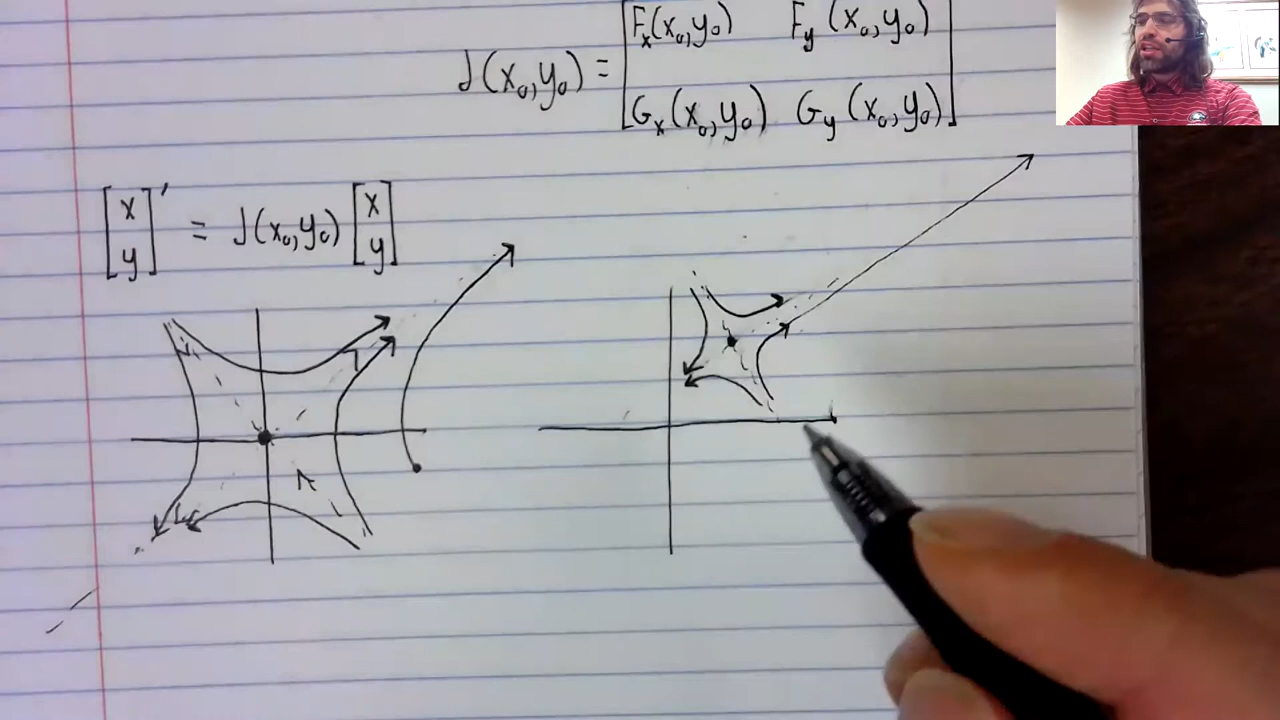 J(x₀,y₀) = [Fₓ(x₀,y₀) F_y(x₀,y₀)
Gₓ(x₀,y₀) G_y(x₀,y₀)]
[x y]' = J(x₀,y₀) [x y]